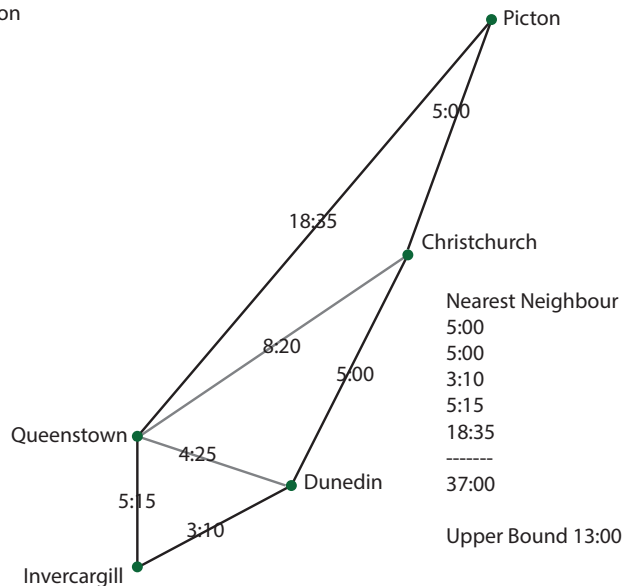 on
Picton
5:00
18:35
Christchurch
Nearest Neighbour
5:00
5:00
3:10
5:15
18:35
-------
37:00
Upper Bound 13:00
8:20
5:00
Queenstown
4:25
Dunedin
5:15
3:10
Invercargill